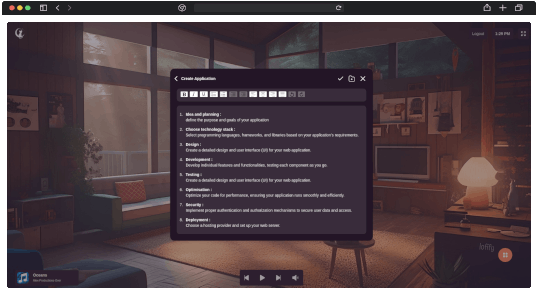 Logout 1:39 PM
Create Application
B I U
1. Idea and planning :
define the purpose and goals of your application
2. Choose technology stack :
Select programming languages, frameworks, and libraries based on your application's requirements.
3. Design :
Create a detailed design and user interface (UI) for your web application.
4. Development :
Develop individual features and functionalities, testing each component as you go.
5. Testing :
Create a detailed design and user interface (UI) for your web application.
6. Optimisation :
Optimize your code for performance, ensuring your application runs smoothly and efficiently.
7. Security :
Implement proper authentication and authorization mechanisms to secure user data and access.
8. Deployment :
Choose a hosting provider and set up your web server.
Oceans